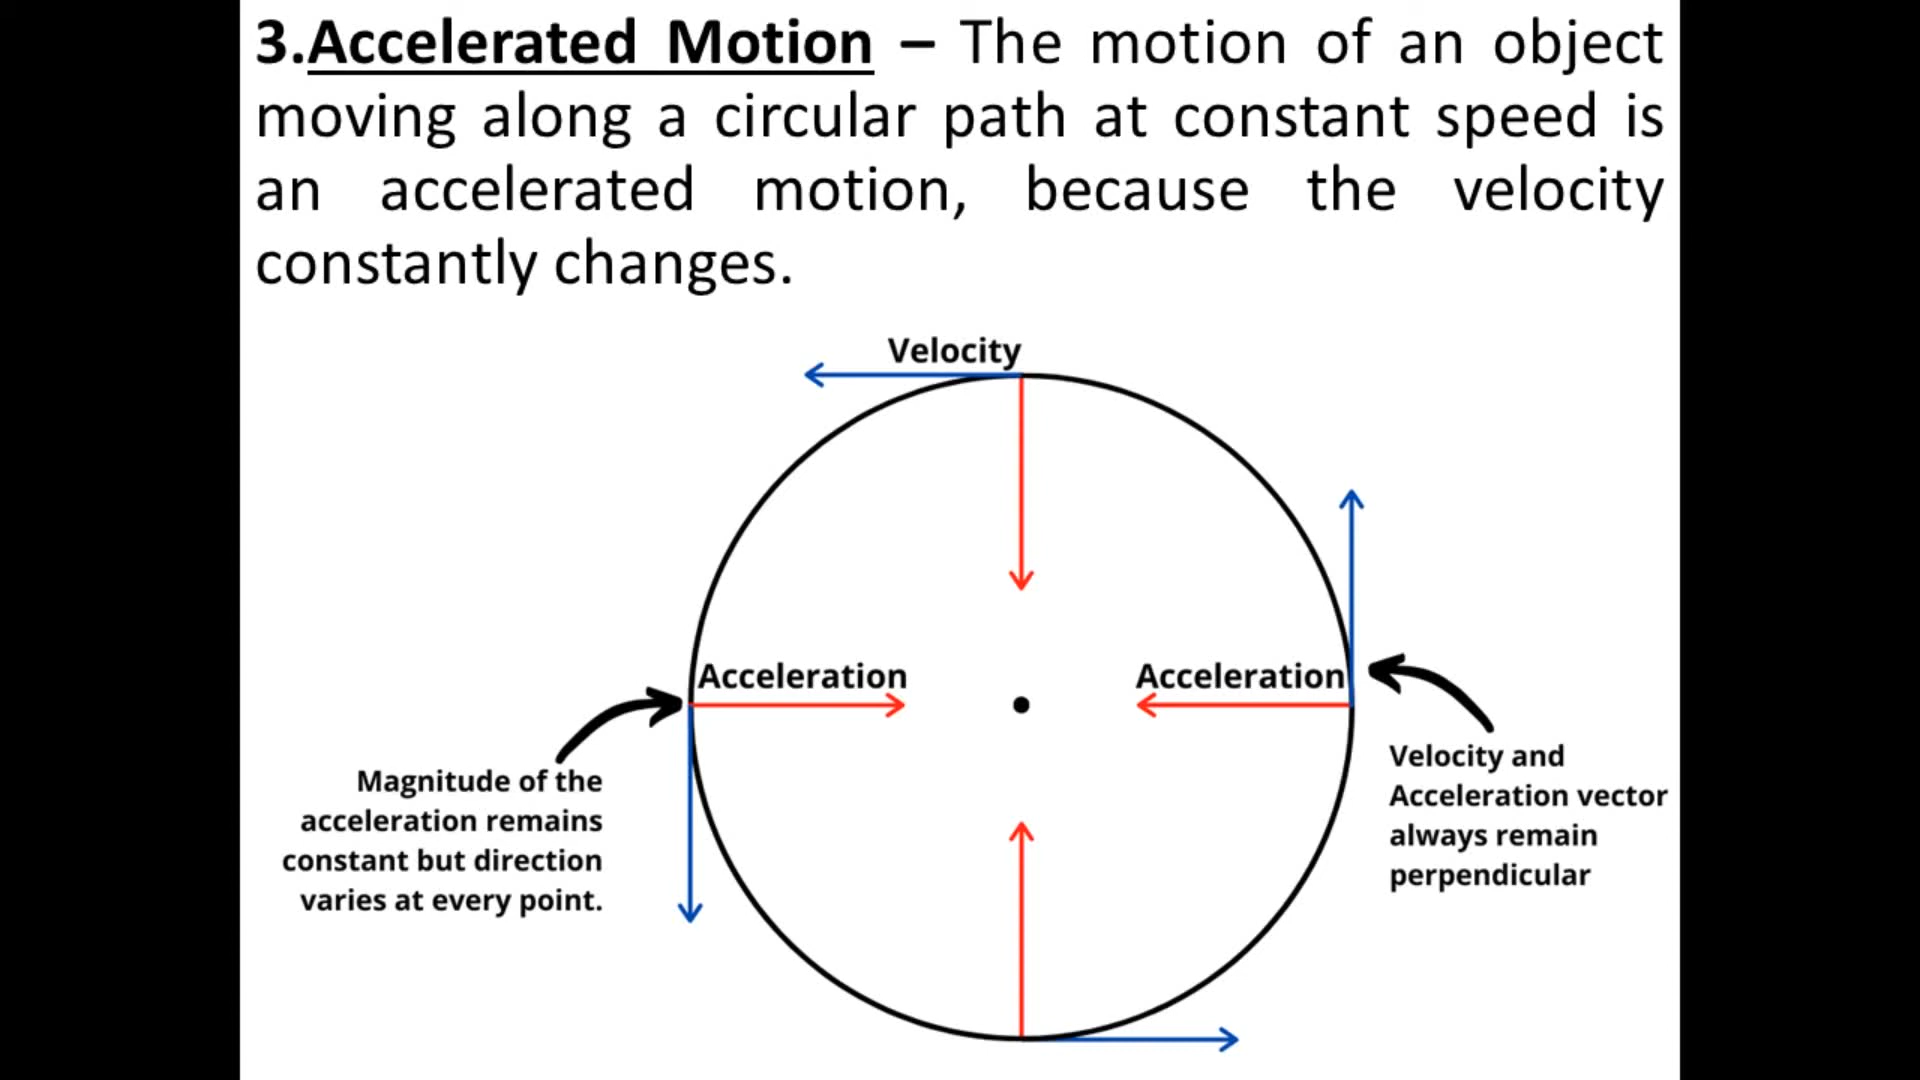 3.Accelerated Motion – The motion of an object
moving along a circular path at constant speed is
an accelerated motion, because the velocity
constantly changes.
Velocity
Acceleration
Acceleration
Magnitude of the
acceleration remains
constant but direction
varies at every point.
Velocity and
Acceleration vector
always remain
perpendicular